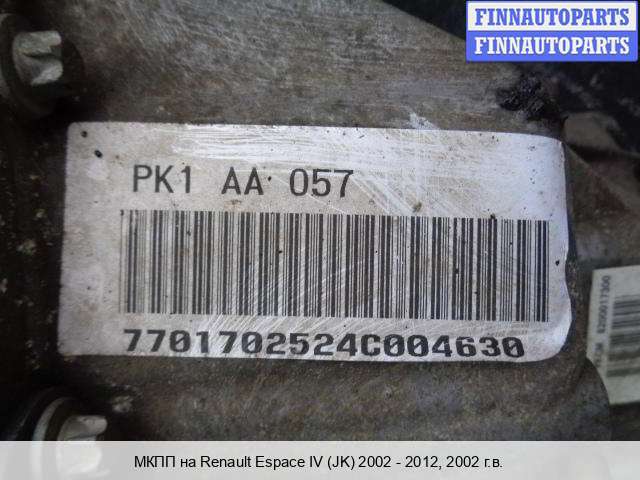 FINNAUTOPARTS
FINNAUTOPARTS
PK1 AA 057
7701702524C004630
МКПП на Renault Espace IV (JK) 2002 - 2012, 2002 г.в.